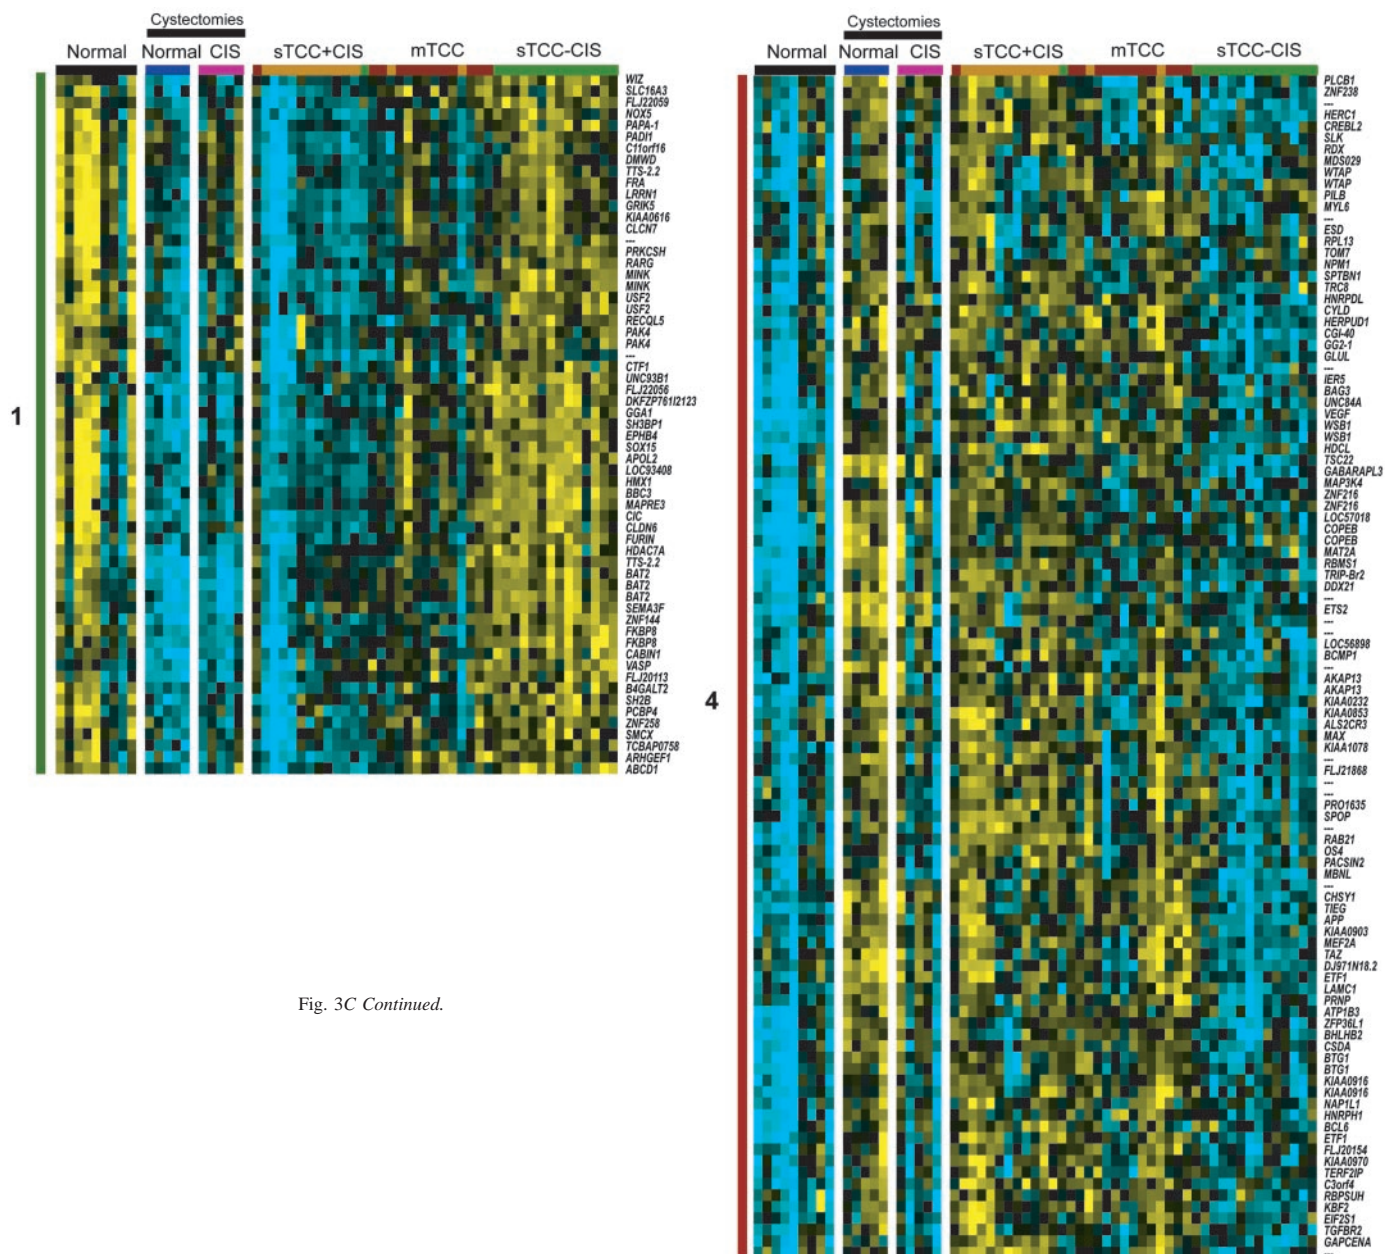 Cystectomies
Normal
Normal CIS
sTCC+CIS
mTCC
sTCC-CIS
1
WIZ
SLC16A3
FLJ22059
NOX5
PAPA-1
PADI1
C11orf16
DMWD
TTS-2.2
FRA
LRRN1
GRIK5
KIAA0616
CLCN7
---
PRKCSH
RARG
MINK
MINK
USF2
USF2
RECQL5
PAK4
PAK4
---
CTF1
UNC93B1
FLJ22056
DKFZP761I2123
GGA1
SH3BP1
EPHB4
SOX15
APOL2
LOC93408
HMX1
BBC3
MAPRE3
CIC
CLDN6
FURIN
HDAC7A
TTS-2.2
BAT2
BAT2
BAT2
SEMA3F
ZNF144
FKBP8
FKBP8
CABIN1
VASP
FLJ20113
B4GALT2
SH2B
PCBP4
ZNF258
SMCX
TCBAP0758
ARHGEF1
ABCD1
Fig. 3C Continued.
Cystectomies
Normal
Normal CIS
sTCC+CIS
mTCC
sTCC-CIS
4
PLCB1
ZNF238
---
HERC1
CREBL2
SLK
RDX
MDS029
WTAP
WTAP
PILB
MYL6
---
ESD
RPL13
TOM7
NPM1
SPTBN1
TRC8
HNRPDL
CYLD
HERPUD1
CGI-40
GG2-1
GLUL
---
IER5
BAG3
UNC84A
VEGF
WSB1
WSB1
HDCL
TSC22
GABARAPL3
MAP3K4
ZNF216
ZNF216
LOC57018
COPEB
COPEB
MAT2A
RBMS1
TRIP-Br2
DDX21
---
ETS2
---
---
LOC56898
BCMP1
---
AKAP13
AKAP13
KIAA0232
KIAA0853
ALS2CR3
MAX
KIAA1078
---
FLJ21868
---
---
PRO1635
SPOP
---
RAB21
OS4
PACSIN2
MBNL
---
CHSY1
TIEG
APP
KIAA0903
MEF2A
TAZ
DJ971N18.2
ETF1
LAMC1
PRNP
ATP1B3
ZFP36L1
BHLHB2
CSDA
BTG1
BTG1
KIAA0916
KIAA0916
NAP1L1
HNRPH1
BCL6
ETF1
FLJ20154
KIAA0970
TERF2IP
C3orf4
RBPSUH
KBF2
EIF2S1
TGFBR2
GAPCENA
---